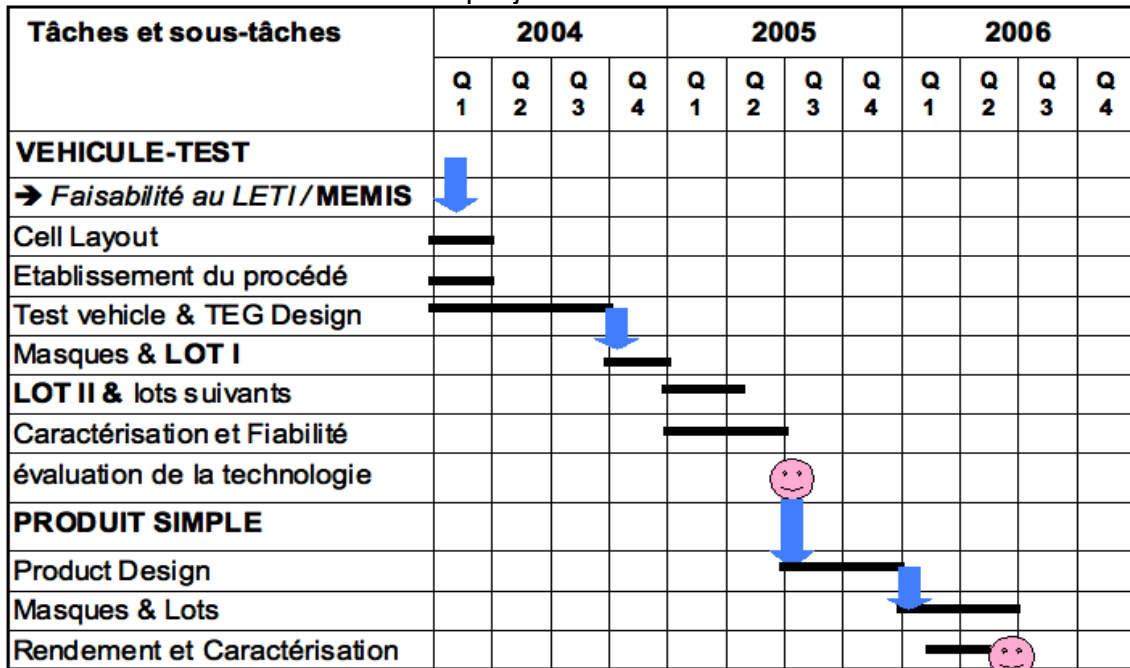 Tâches et sous-tâches 2004 2005 2006
Q 1 Q 2 Q 3 Q 4 Q 1 Q 2 Q 3 Q 4 Q 1 Q 2 Q 3 Q 4
VEHICULE-TEST
➔ Faisabilité au LETI / MEMIS
Cell Layout
Etablissement du procédé
Test vehicle & TEG Design
Masques & LOT I
LOT II & lots suivants
Caractérisation et Fiabilité
évaluation de la technologie
PRODUIT SIMPLE
Product Design
Masques & Lots
Rendement et Caractérisation